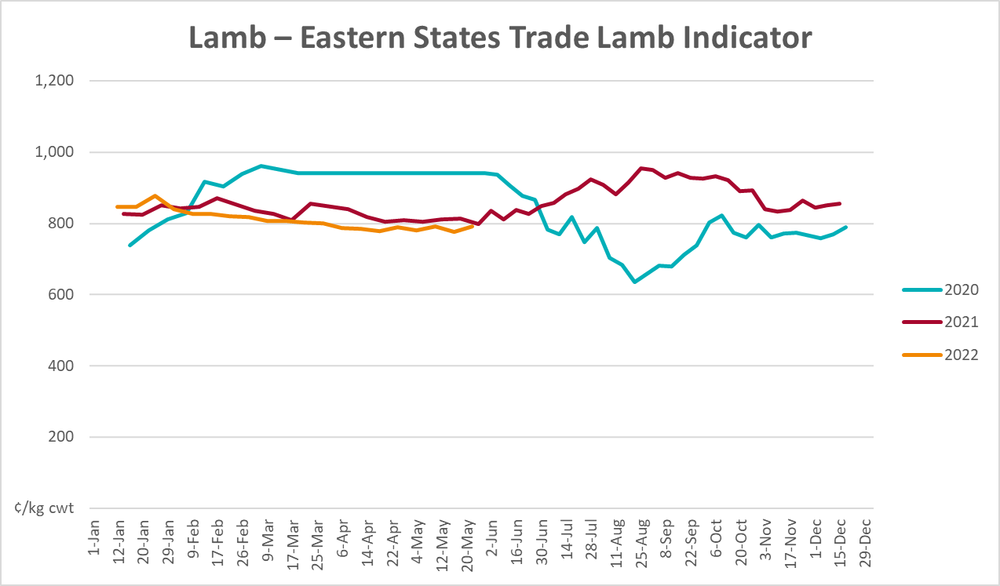 Lamb – Eastern States Trade Lamb Indicator
1,200
1,000
800
600
400
200
¢/kg cwt
1-Jan
12-Jan
20-Jan
29-Jan
9-Feb
17-Feb
26-Feb
9-Mar
17-Mar
25-Mar
6-Apr
14-Apr
22-Apr
4-May
12-May
20-May
2-Jun
16-Jun
30-Jun
14-Jul
28-Jul
11-Aug
25-Aug
8-Sep
22-Sep
6-Oct
20-Oct
3-Nov
17-Nov
1-Dec
15-Dec
29-Dec
2020
2021
2022